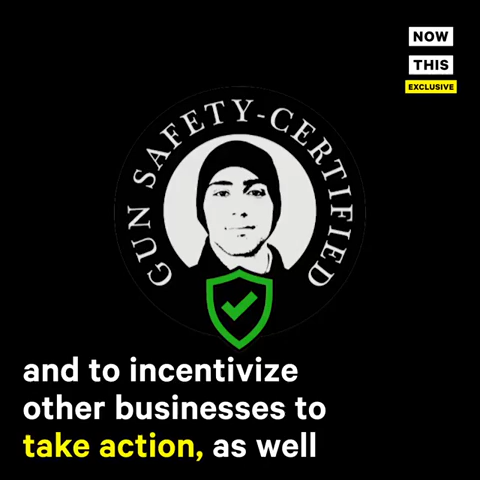 NOW
THIS
EXCLUSIVE
GUN SAFETY-CERTIFIED
and to incentivize
other businesses to
take action, as well